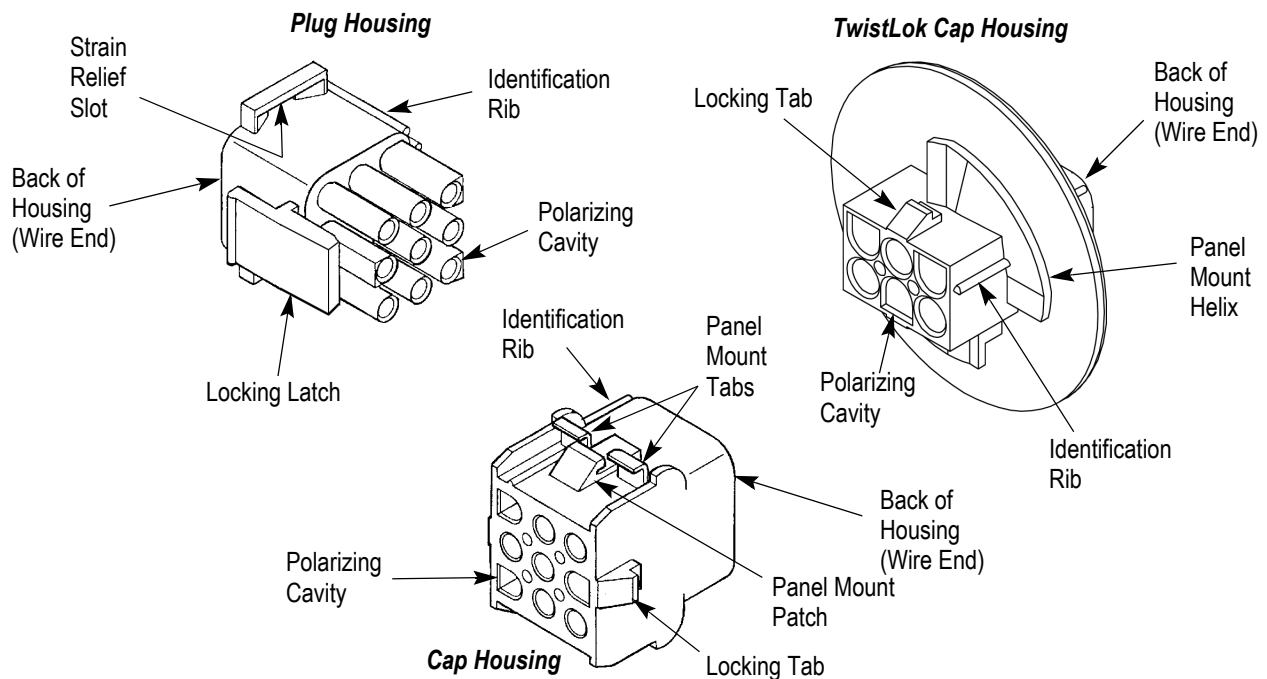 Plug Housing
Strain
Relief
Slot
Identification
Rib
Back of
Housing
(Wire End)
Polarizing
Cavity
Locking Latch
TwistLok Cap Housing
Locking Tab
Back of
Housing
(Wire End)
Panel
Mount
Helix
Polarizing
Cavity
Identification
Rib
Identification
Rib
Panel
Mount
Tabs
Polarizing
Cavity
Back of
Housing
(Wire End)
Panel Mount
Patch
Cap Housing
Locking Tab